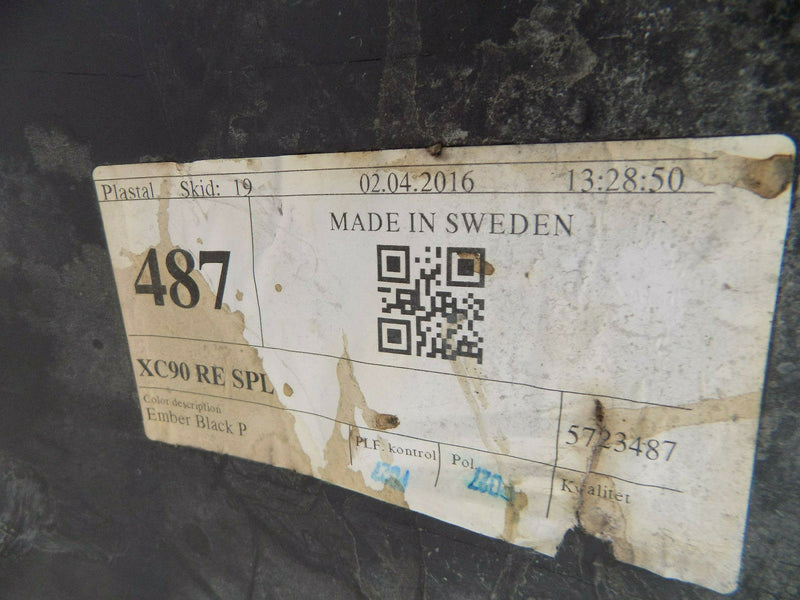 Plastal Skid: 19 02.04.2016 13:28:50
MADE IN SWEDEN
487
XC90 RE SPL
Color description
Ember Black P
5723487
PLF. kontrol
Pol
Kvalitet